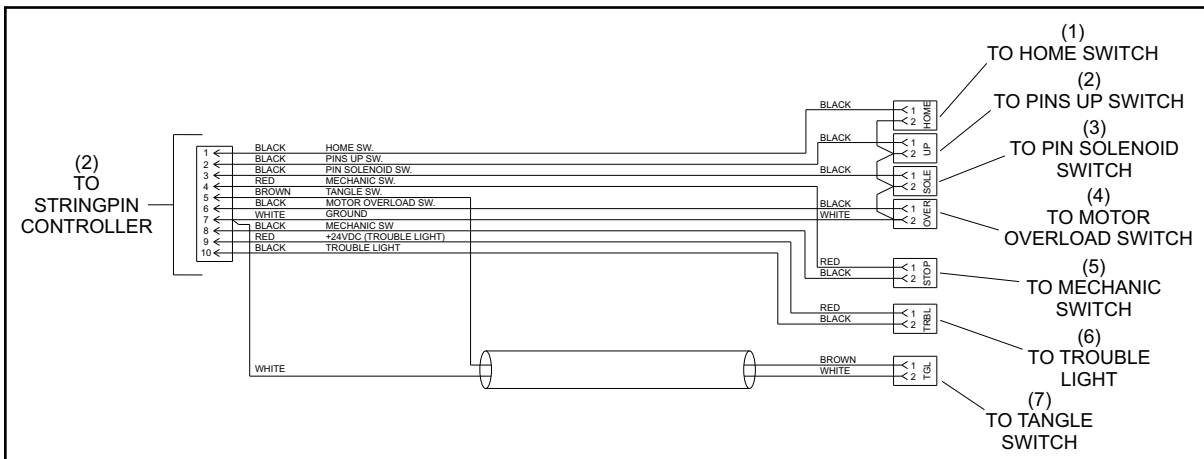 (2)
TO
STRINGPIN
CONTROLLER
1 BLACK HOME SW.
2 BLACK PINS UP SW.
3 BLACK PIN SOLENOID SW.
4 RED MECHANIC SW.
5 BROWN TANGLE SW.
6 BLACK MOTOR OVERLOAD SW.
7 WHITE GROUND
8 BLACK MECHANIC SW
9 RED +24VDC (TROUBLE LIGHT)
10 BLACK TROUBLE LIGHT
WHITE
BLACK 1
2
HOME
BLACK 1
2
UP
BLACK 1
2
SOLE
BLACK 1
WHITE 2
OVER
RED 1
BLACK 2
STOP
RED 1
BLACK 2
TRBL
BROWN 1
WHITE 2
TGL
(1)
TO HOME SWITCH
(2)
TO PINS UP SWITCH
(3)
TO PIN SOLENOID
SWITCH
(4)
TO MOTOR
OVERLOAD SWITCH
(5)
TO MECHANIC
SWITCH
(6)
TO TROUBLE
LIGHT
(7)
TO TANGLE
SWITCH